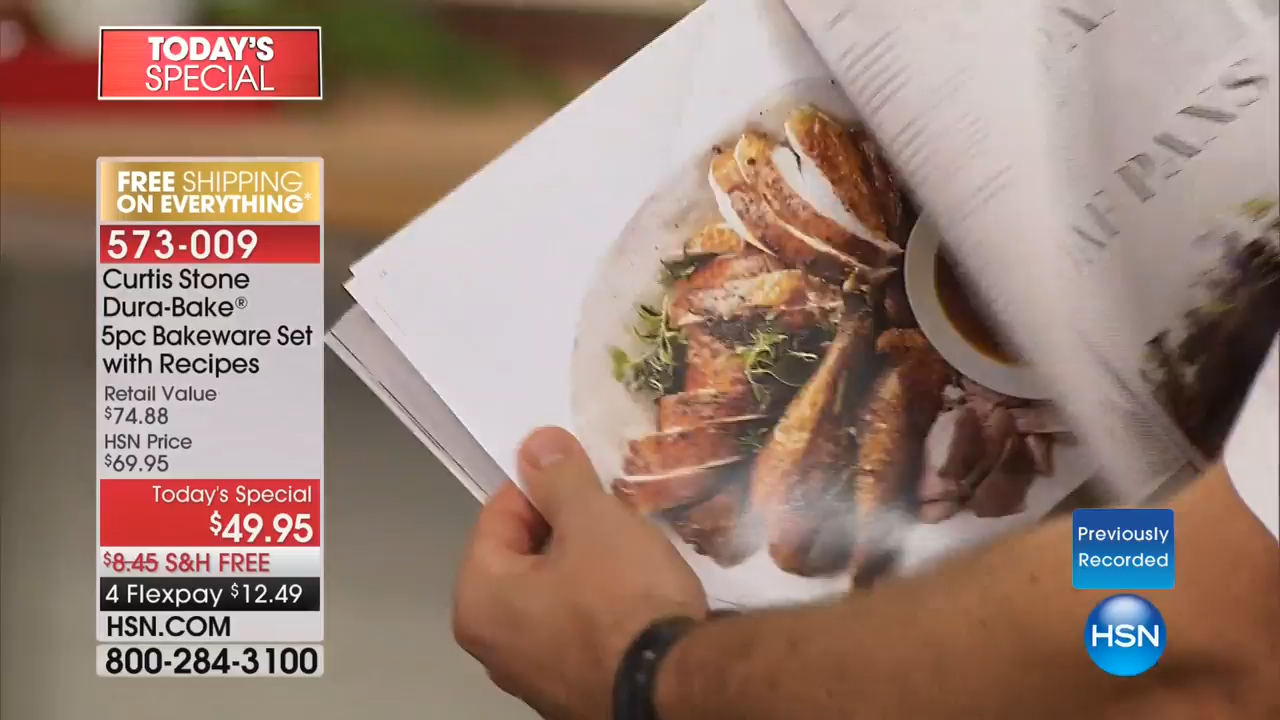 TODAY'S
SPECIAL
FREE SHIPPING
ON EVERYTHING*
573-009
Curtis Stone
Dura-Bake®
5pc Bakeware Set
with Recipes
Retail Value
$74.88
HSN Price
$69.95
Today's Special
$49.95
$8.45 S&H FREE
4 Flexpay $12.49
HSN.COM
800-284-3100
PANS
Previously
Recorded
HSN